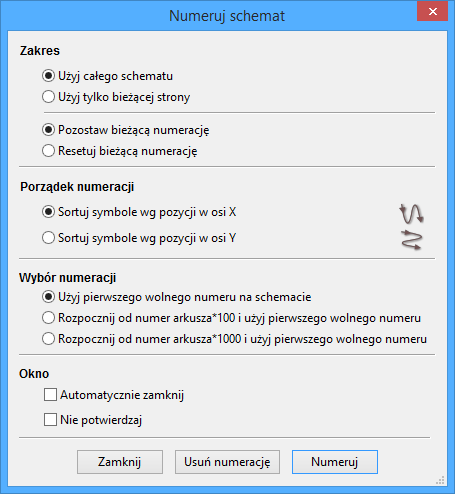 Numeruj schemat
Zakres
Użyj całego schematu
Użyj tylko bieżącej strony
Pozostaw bieżącą numerację
Resetuj bieżącą numerację
Porządek numeracji
Sortuj symbole wg pozycji w osi X
Sortuj symbole wg pozycji w osi Y
Wybór numeracji
Użyj pierwszego wolnego numeru na schemacie
Rozpocznij od numer arkusza*100 i użyj pierwszego wolnego numeru
Rozpocznij od numer arkusza*1000 i użyj pierwszego wolnego numeru
Okno
Automatycznie zamknij
Nie potwierdzaj
Zamknij Usuń numerację Numeruj